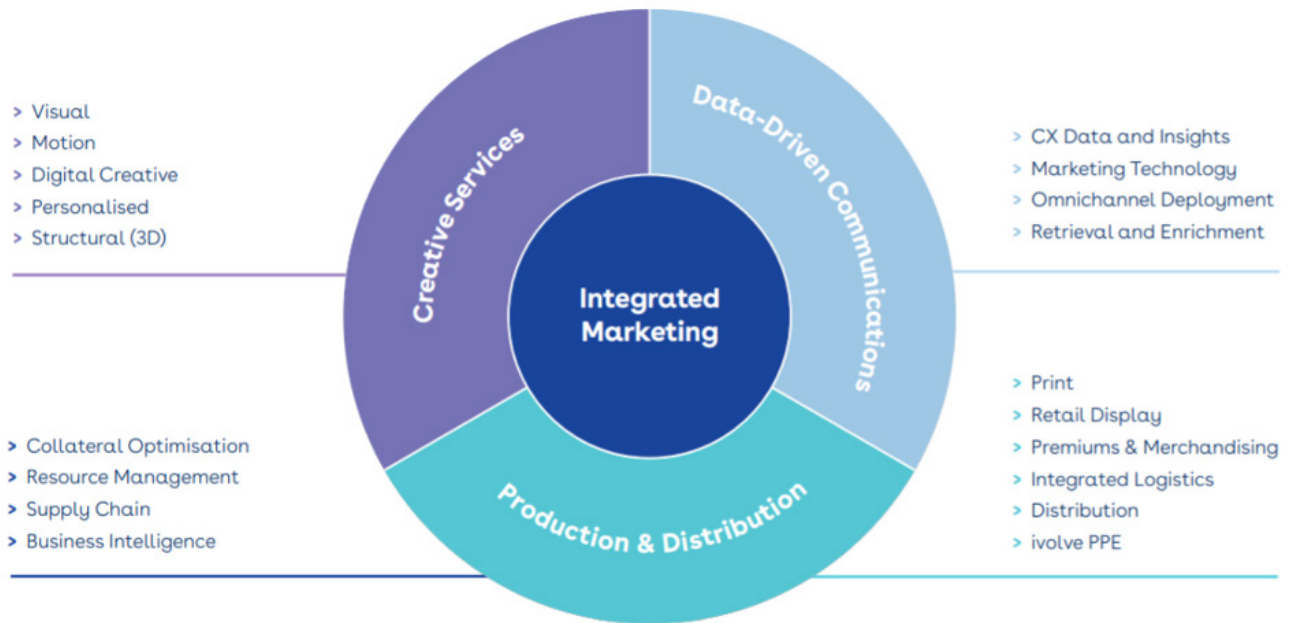 > Visual
> Motion
> Digital Creative
> Personalised
> Structural (3D)
Creative Services
Data-Driven Communications
> CX Data and Insights
> Marketing Technology
> Omnichannel Deployment
> Retrieval and Enrichment
Integrated
Marketing
> Collateral Optimisation
> Resource Management
> Supply Chain
> Business Intelligence
Production & Distribution
> Print
> Retail Display
> Premiums & Merchandising
> Integrated Logistics
> Distribution
> ivolve PPE